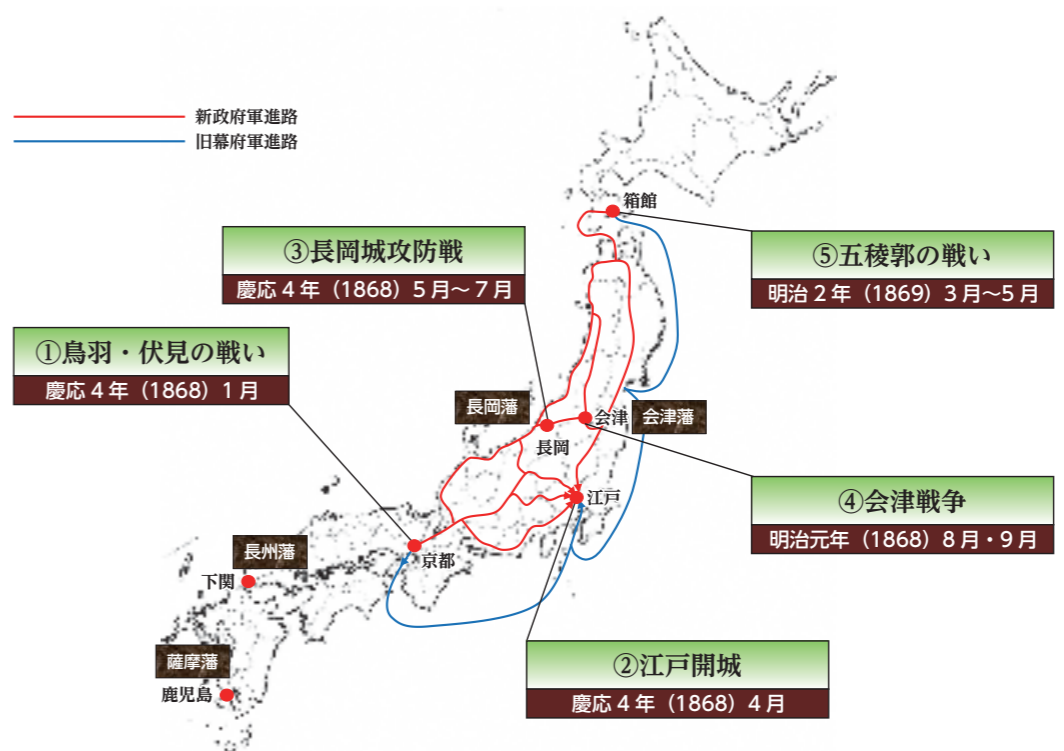 新政府軍進路
旧幕府軍進路
箱館
③長岡城攻防戦
慶応4年（1868）5月～7月
⑤五稜郭の戦い
明治2年（1869）3月～5月
①鳥羽・伏見の戦い
慶応4年（1868）1月
長岡藩
会津
会津藩
長岡
江戸
④会津戦争
明治元年（1868）8月・9月
京都
長州藩
下関
②江戸開城
慶応4年（1868）4月
薩摩藩
鹿児島